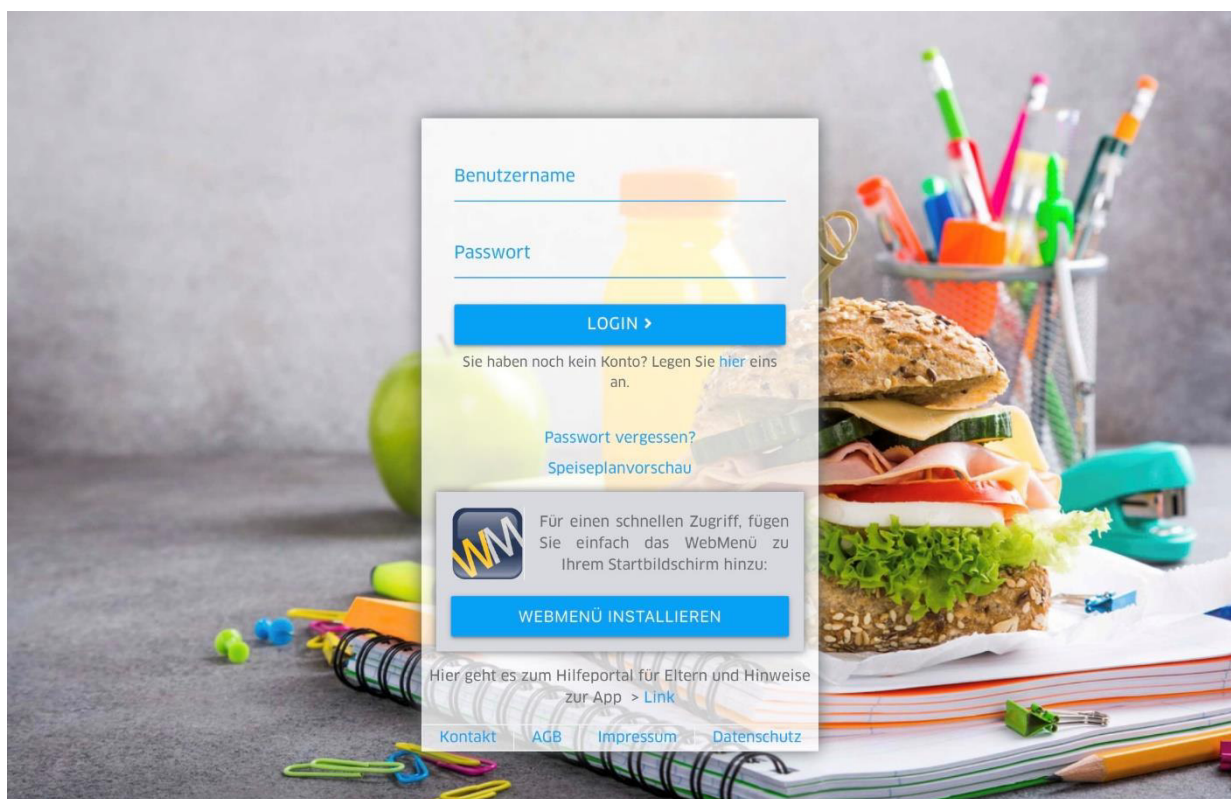 Benutzername
Passwort
LOGIN >
Sie haben noch kein Konto? Legen Sie hier eins
an.
Passwort vergessen?
Speiseplanvorschau
WM
Für einen schnellen Zugriff, fügen
Sie einfach das WebMenü zu
Ihrem Startbildschirm hinzu:
WEBMENÜ INSTALLIEREN
Hier geht es zum Hilfeportal für Eltern und Hinweise
zur App > Link
Kontakt AGB Impressum Datenschutz